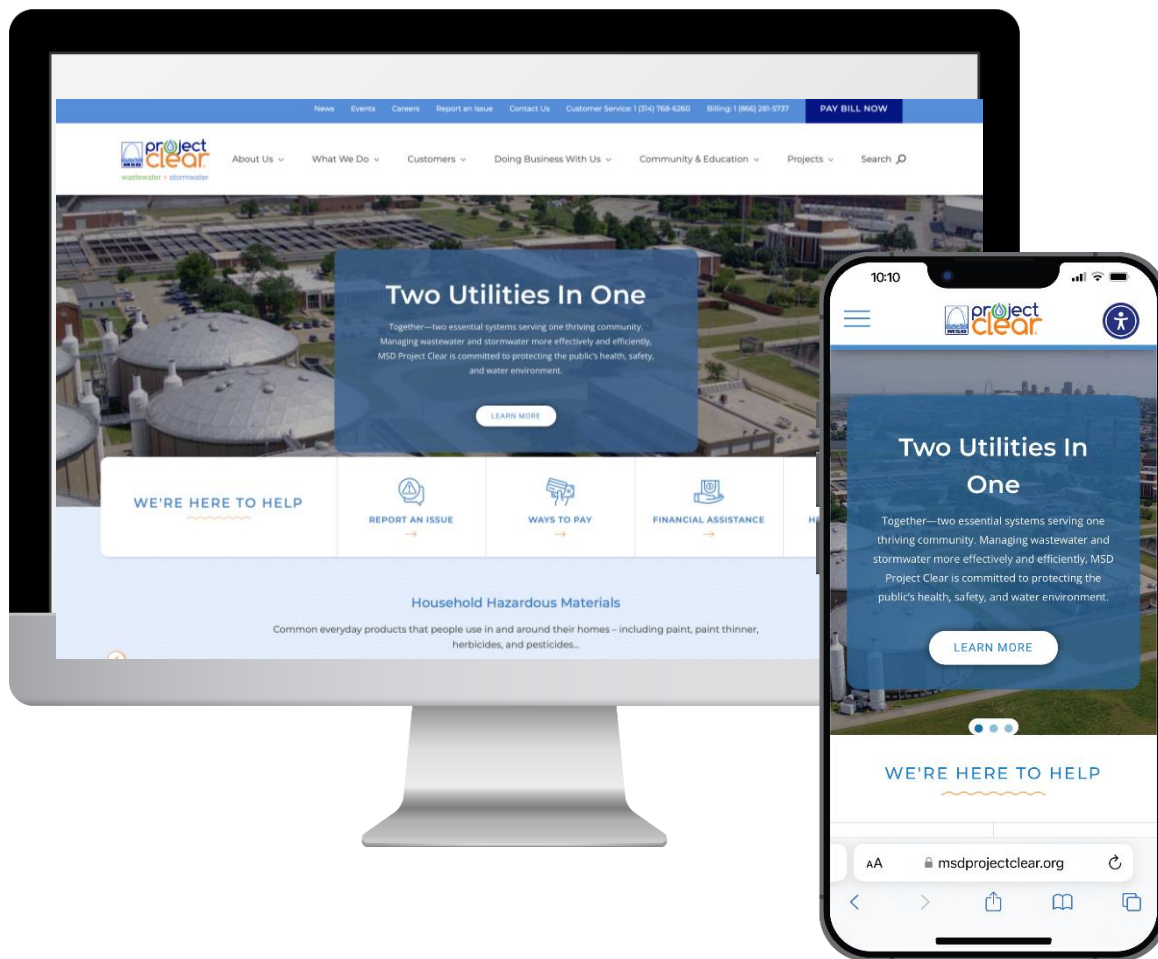 News Events Careers Report an Issue Contact Us Customer Service: 1 (314) 768-6260 Billing: 1 (866) 281-5737 PAY BILL NOW
MSD project clear
wastewater + stormwater
About Us What We Do Customers Doing Business With Us Community & Education Projects Search
Two Utilities In One
Together—two essential systems serving one thriving community.
Managing wastewater and stormwater more effectively and efficiently,
MSD Project Clear is committed to protecting the public's health, safety,
and water environment.
LEARN MORE
WE'RE HERE TO HELP
REPORT AN ISSUE
WAYS TO PAY
FINANCIAL ASSISTANCE
Household Hazardous Materials
Common everyday products that people use in and around their homes – including paint, paint thinner,
herbicides, and pesticides...
10:10
MSD project clear
Two Utilities In
One
Together—two essential systems serving one
thriving community. Managing wastewater and
stormwater more effectively and efficiently, MSD
Project Clear is committed to protecting the
public's health, safety, and water environment.
LEARN MORE
WE'RE HERE TO HELP
AA msdprojectclear.org